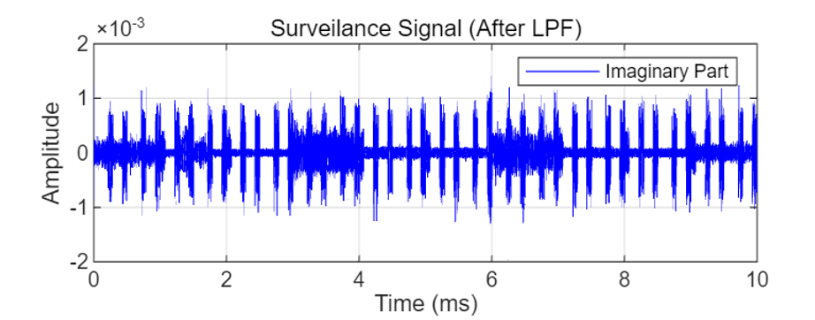 Surveilance Signal (After LPF)
×10-3
Imaginary Part
2
1
0
-1
-2
Amplitude
0 2 4 6 8 10
Time (ms)